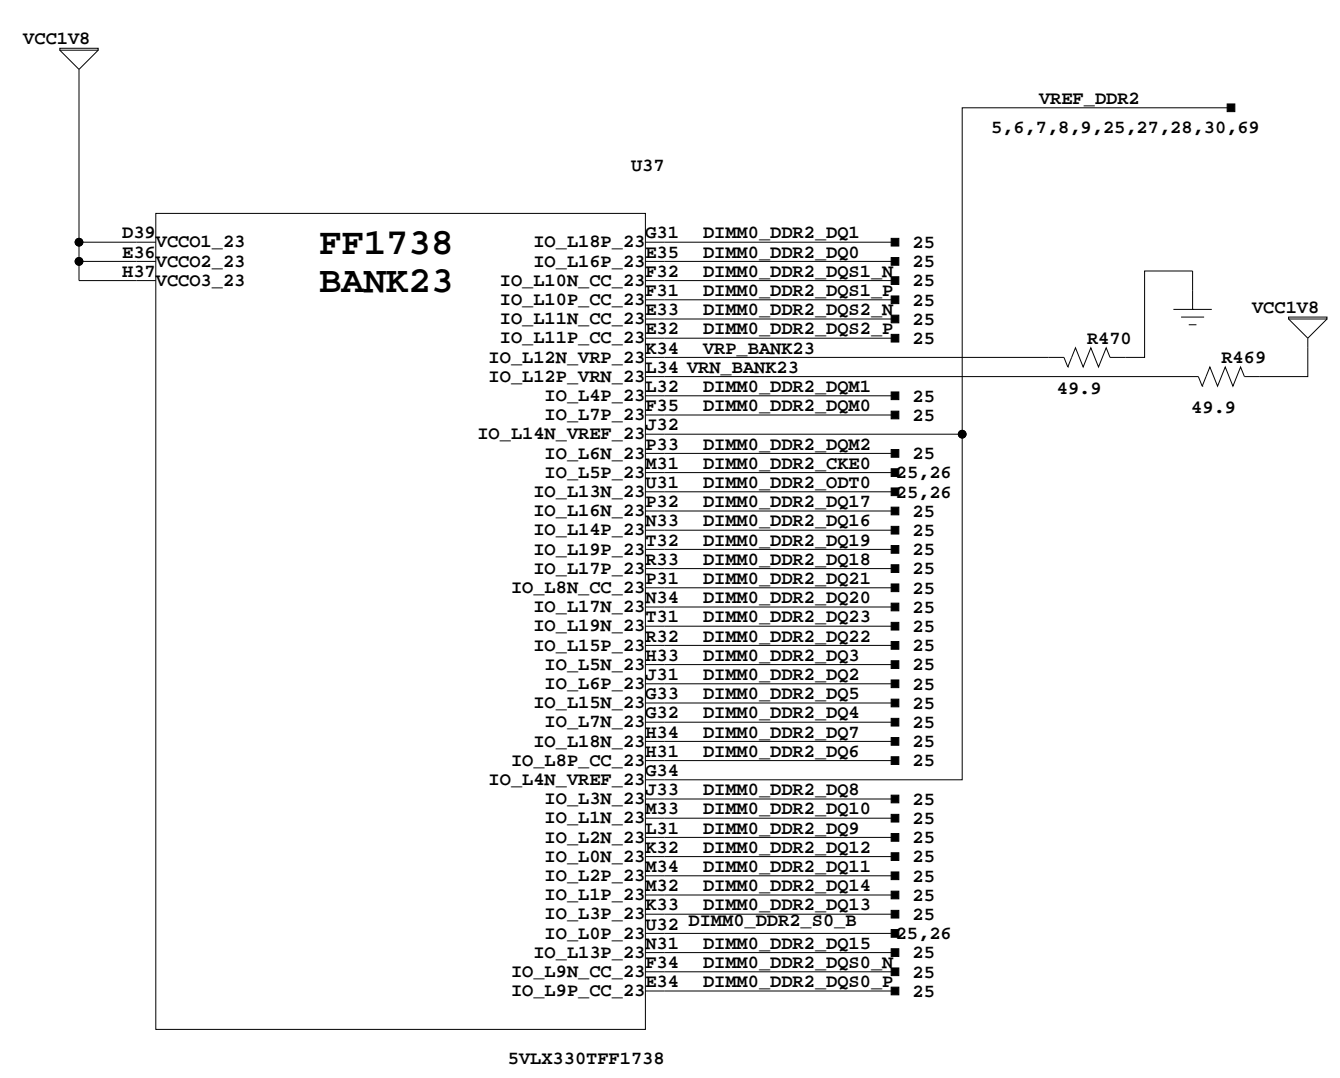 VCC1V8
VREF_DDR2
5,6,7,8,9,25,27,28,30,69
U37
FF1738
BANK23
D39 VCCO1_23
E36 VCCO2_23
H37 VCCO3_23
IO_L18P_23 G31 DIMM0_DDR2_DQ1 25
IO_L16P_23 E35 DIMM0_DDR2_DQ0 25
IO_L10N_CC_23 F32 DIMM0_DDR2_DQS1_N 25
IO_L10P_CC_23 F31 DIMM0_DDR2_DQS1_P 25
IO_L11N_CC_23 E33 DIMM0_DDR2_DQS2_N 25
IO_L11P_CC_23 E32 DIMM0_DDR2_DQS2_P 25
VCC1V8
IO_L12N_VRP_23 K34 VRP_BANK23 R470
49.9
IO_L12P_VRN_23 L34 VRN_BANK23 R469
49.9
IO_L4P_23 L32 DIMM0_DDR2_DQM1 25
IO_L7P_23 F35 DIMM0_DDR2_DQM0 25
IO_L14N_VREF_23 J32
IO_L6N_23 P33 DIMM0_DDR2_DQM2 25
IO_L5P_23 M31 DIMM0_DDR2_CKE0 25,26
IO_L13N_23 U31 DIMM0_DDR2_ODT0 25,26
IO_L16N_23 P32 DIMM0_DDR2_DQ17 25
IO_L14P_23 N33 DIMM0_DDR2_DQ16 25
IO_L19P_23 T32 DIMM0_DDR2_DQ19 25
IO_L17P_23 R33 DIMM0_DDR2_DQ18 25
IO_L8N_CC_23 P31 DIMM0_DDR2_DQ21 25
IO_L17N_23 N34 DIMM0_DDR2_DQ20 25
IO_L19N_23 T31 DIMM0_DDR2_DQ23 25
IO_L15P_23 R32 DIMM0_DDR2_DQ22 25
IO_L5N_23 H33 DIMM0_DDR2_DQ3 25
IO_L6P_23 J31 DIMM0_DDR2_DQ2 25
IO_L15N_23 G33 DIMM0_DDR2_DQ5 25
IO_L7N_23 G32 DIMM0_DDR2_DQ4 25
IO_L18N_23 H34 DIMM0_DDR2_DQ7 25
IO_L8P_CC_23 H31 DIMM0_DDR2_DQ6 25
IO_L4N_VREF_23 G34
IO_L3N_23 J33 DIMM0_DDR2_DQ8 25
IO_L1N_23 M33 DIMM0_DDR2_DQ10 25
IO_L2N_23 L31 DIMM0_DDR2_DQ9 25
IO_L0N_23 K32 DIMM0_DDR2_DQ12 25
IO_L2P_23 M34 DIMM0_DDR2_DQ11 25
IO_L1P_23 M32 DIMM0_DDR2_DQ14 25
IO_L3P_23 K33 DIMM0_DDR2_DQ13 25
IO_L0P_23 U32 DIMM0_DDR2_S0_B 25,26
IO_L13P_23 N31 DIMM0_DDR2_DQ15 25
IO_L9N_CC_23 F34 DIMM0_DDR2_DQS0_N 25
IO_L9P_CC_23 E34 DIMM0_DDR2_DQS0_P 25
5VLX330TFF1738